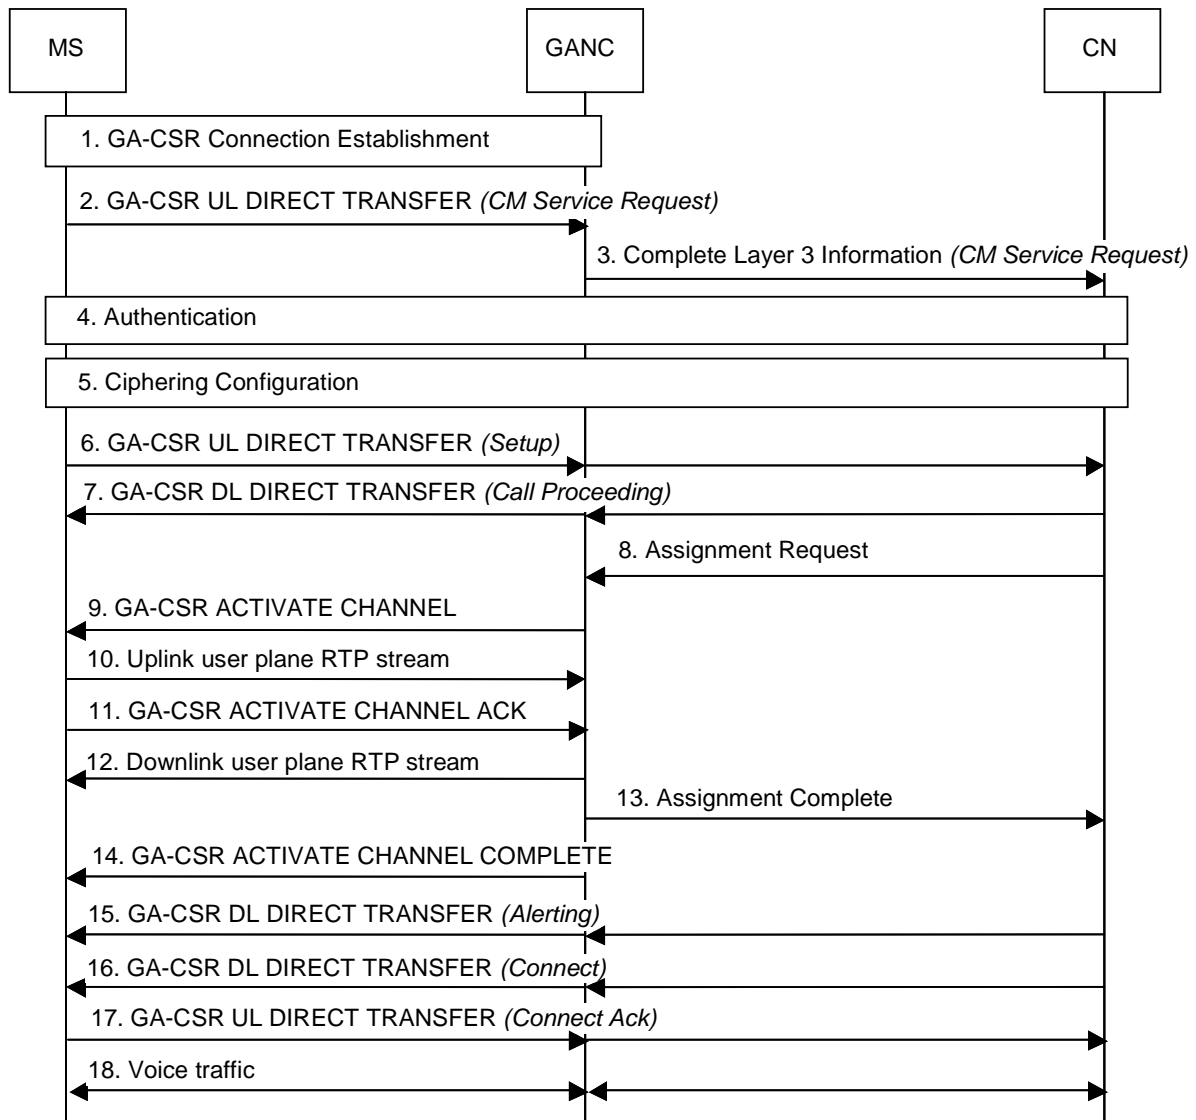 MS GANC CN
1. GA-CSR Connection Establishment
2. GA-CSR UL DIRECT TRANSFER (CM Service Request)
3. Complete Layer 3 Information (CM Service Request)
4. Authentication
5. Ciphering Configuration
6. GA-CSR UL DIRECT TRANSFER (Setup)
7. GA-CSR DL DIRECT TRANSFER (Call Proceeding)
8. Assignment Request
9. GA-CSR ACTIVATE CHANNEL
10. Uplink user plane RTP stream
11. GA-CSR ACTIVATE CHANNEL ACK
12. Downlink user plane RTP stream
13. Assignment Complete
14. GA-CSR ACTIVATE CHANNEL COMPLETE
15. GA-CSR DL DIRECT TRANSFER (Alerting)
16. GA-CSR DL DIRECT TRANSFER (Connect)
17. GA-CSR UL DIRECT TRANSFER (Connect Ack)
18. Voice traffic